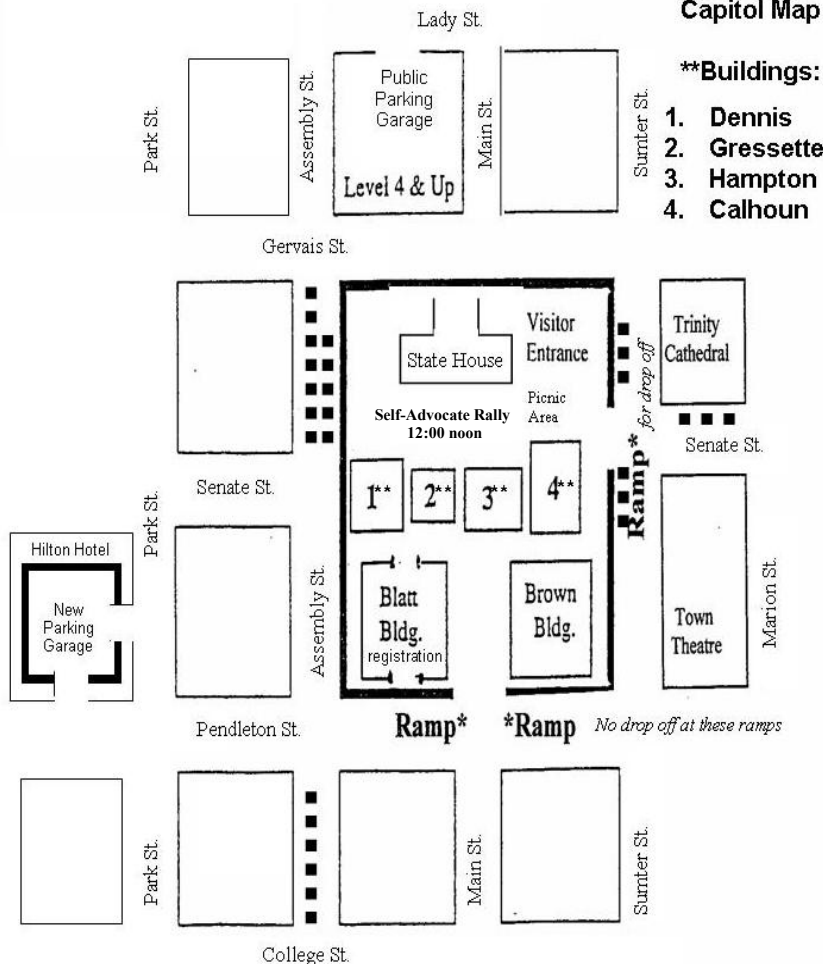 Lady St.
Capitol Map
**Buildings:
1. Dennis
2. Gressette
3. Hampton
4. Calhoun
Park St.
Assembly St.
Public
Parking
Garage
Level 4 & Up
Main St.
Sumter St.
Gervais St.
State House
Visitor
Entrance
Picnic
Area
Self-Advocate Rally
12:00 noon
Trinity
Cathedral
for drop off
Ramp*
Senate St.
Senate St.
1**
2**
3**
4**
Park St.
Hilton Hotel
New
Parking
Garage
Assembly St.
Blatt
Bldg.
registration
Brown
Bldg.
Town
Theatre
Marion St.
Pendleton St.
Ramp*
*Ramp
No drop off at these ramps
Park St.
Main St.
Sumter St.
College St.